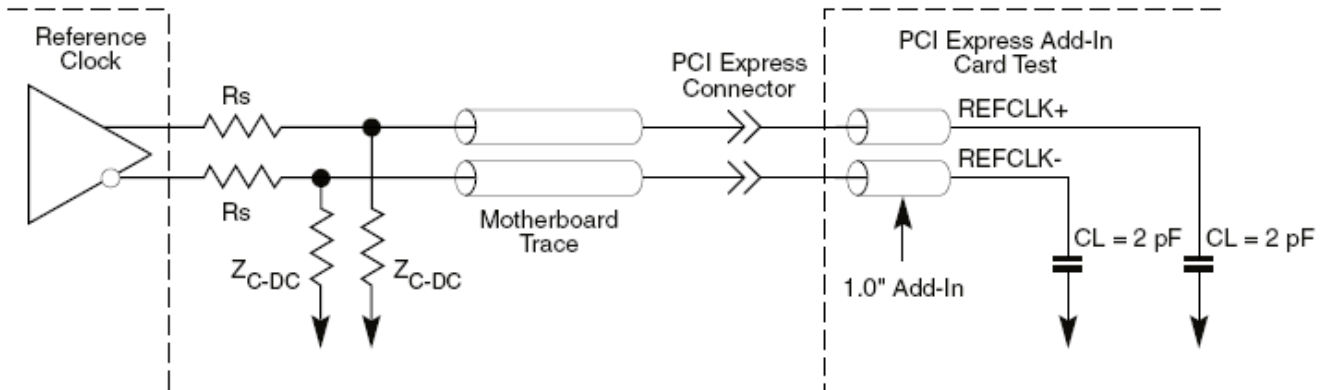 Reference
Clock
Rs
Rs
Z_C-DC
Z_C-DC
Motherboard
Trace
PCI Express
Connector
PCI Express Add-In
Card Test
REFCLK+
REFCLK-
1.0" Add-In
CL = 2 pF
CL = 2 pF